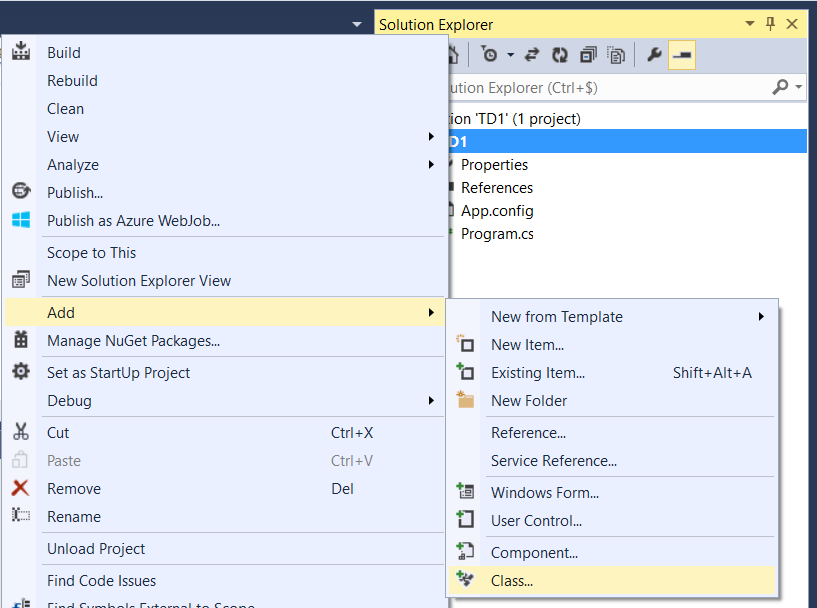 Solution Explorer
ution Explorer (Ctrl+$)
ion 'TD1' (1 project)
D1
Properties
References
App.config
Program.cs
Build
Rebuild
Clean
View
Analyze
Publish...
Publish as Azure WebJob...
Scope to This
New Solution Explorer View
Add
Manage NuGet Packages...
Set as StartUp Project
Debug
Cut Ctrl+X
Paste Ctrl+V
Remove Del
Rename
Unload Project
Find Code Issues
Find Symbols External to Scope
New from Template
New Item...
Existing Item... Shift+Alt+A
New Folder
Reference...
Service Reference...
Windows Form...
User Control...
Component...
Class...